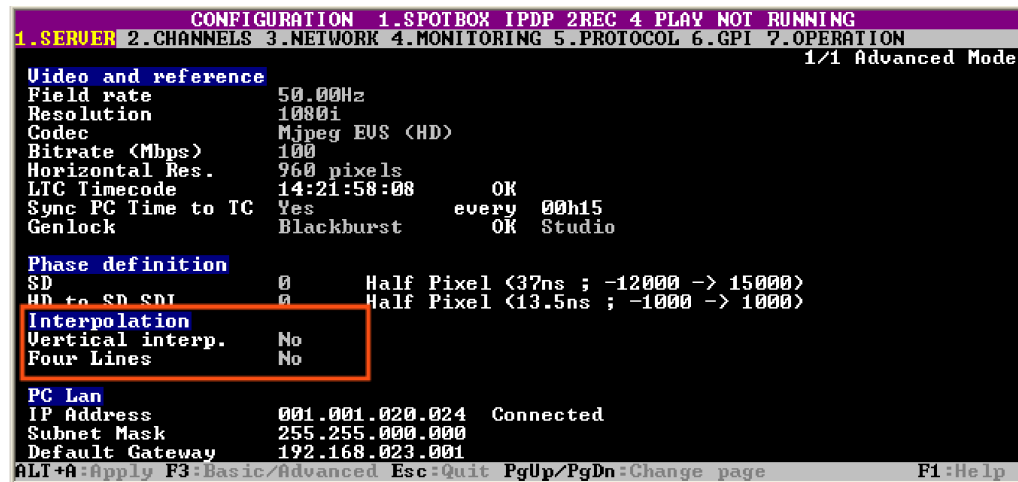 CONFIGURATION 1.SPOTBOX IPDP 2REC 4 PLAY NOT RUNNING
1.SERVER 2.CHANNELS 3.NETWORK 4.MONITORING 5.PROTOCOL 6.GPI 7.OPERATION
1/1 Advanced Mode
Video and reference
Field rate 50.00Hz
Resolution 1080i
Codec Mjpeg EVS (HD)
Bitrate (Mbps) 100
Horizontal Res. 960 pixels
LTC Timecode 14:21:58:08 OK
Sync PC Time to TC Yes every 00h15
Genlock Blackburst OK Studio
Phase definition
SD 0 Half Pixel (37ns ; -12000 -> 15000)
HD to SD SDI 0 Half Pixel (13.5ns ; -1000 -> 1000)
Interpolation
Vertical interp. No
Four Lines No
PC Lan
IP Address 001.001.020.024 Connected
Subnet Mask 255.255.000.000
Default Gateway 192.168.023.001
ALT+A:Apply F3:Basic/Advanced Esc:Quit PgUp/PgDn:Change page F1:Help